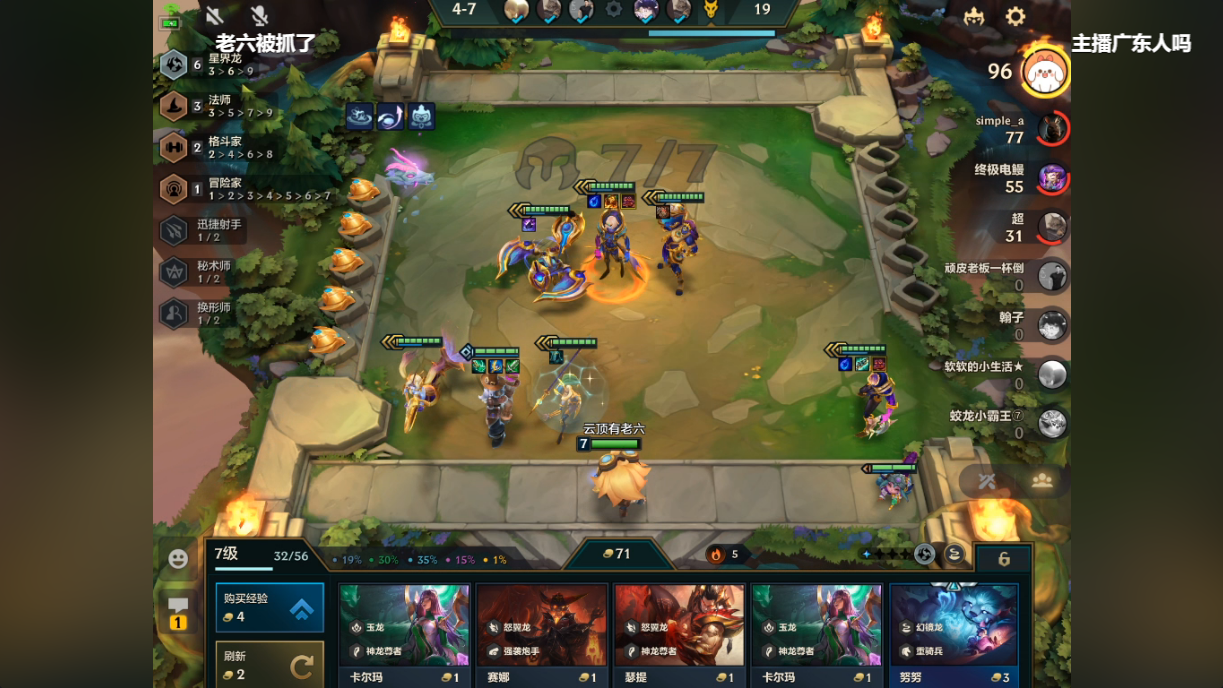 4-7
19
老六被抓了
主播广东人吗
6
星界龙
3 > 6 > 9
3
法师
3 > 5 > 7 > 9
2
格斗家
2 > 4 > 6 > 8
1
冒险家
1 > 2 > 3 > 4 > 5 > 6 > 7
迅捷射手
1 / 2
秘术师
1 / 2
换形师
1 / 2
7/7
96
simple_a
77
终极电鳗
55
超
31
顽皮老板一杯倒
0
翰子
0
软软的小生活★
0
蛟龙小霸王⑦
0
云顶有老六
7
7级
32/56
19%
30%
35%
15%
1%
71
5
1
购买经验
4
刷新
2
玉龙
神龙尊者
卡尔玛
1
怒翼龙
强袭炮手
赛娜
1
怒翼龙
神龙尊者
瑟提
1
玉龙
神龙尊者
卡尔玛
1
幻镜龙
重骑兵
努努
3